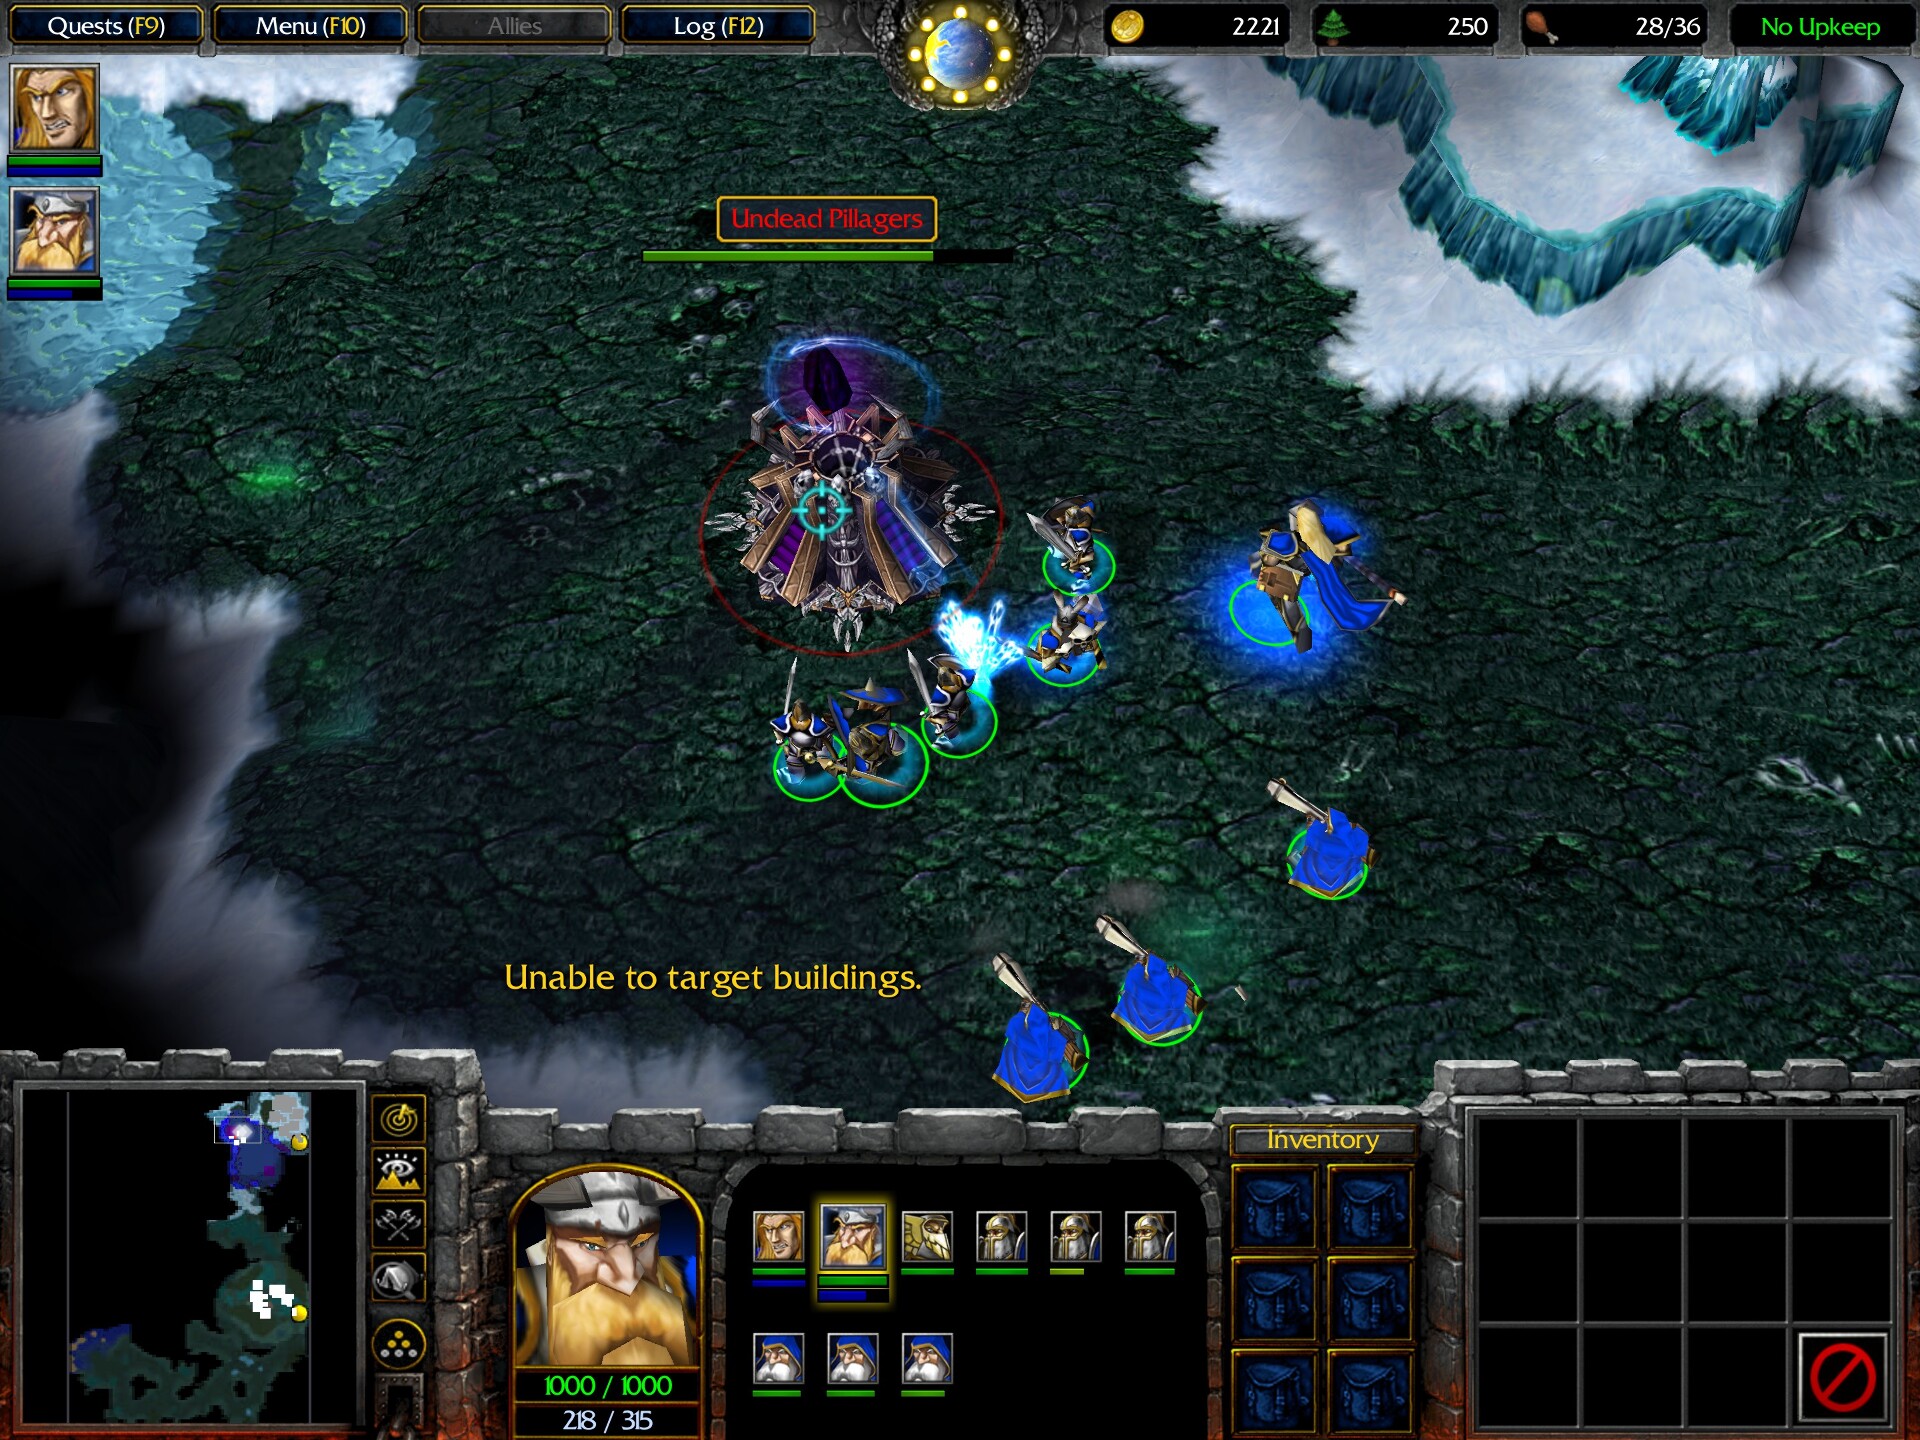 Quests (F9)
Menu (F10)
Allies
Log (F12)
2221
250
28/36
No Upkeep
Undead Pillagers
Unable to target buildings.
Inventory
1000 / 1000
218 / 315